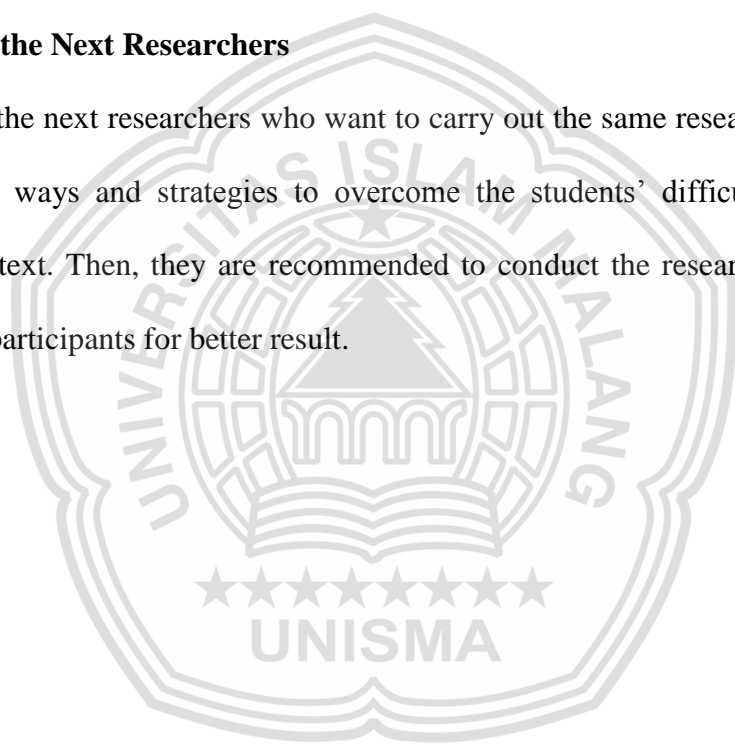 the Next Researchers
the next researchers who want to carry out the same resea
ways and strategies to overcome the students’ difficu
text. Then, they are recommended to conduct the resear
participants for better result.
UNIVERSITAS ISLAM MALANG
UNISMA